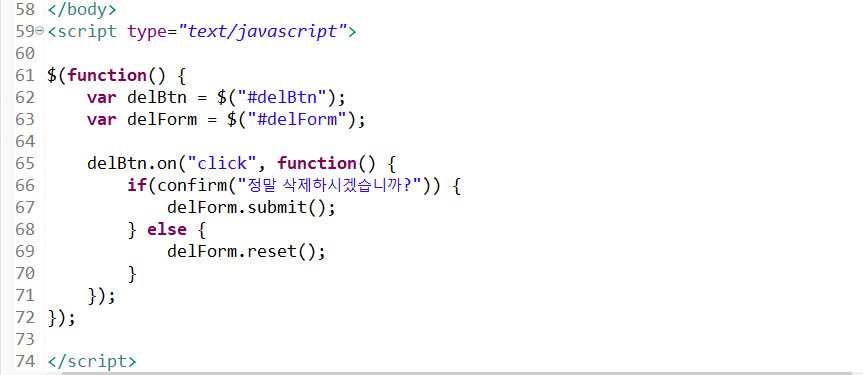 58 </body>
59 <script type="text/javascript">
60
61 $(function() {
62     var delBtn = $("#delBtn");
63     var delForm = $("#delForm");
64
65     delBtn.on("click", function() {
66         if(confirm("정말 삭제하시겠습니까?")) {
67             delForm.submit();
68         } else {
69             delForm.reset();
70         }
71     });
72 });
73
74 </script>